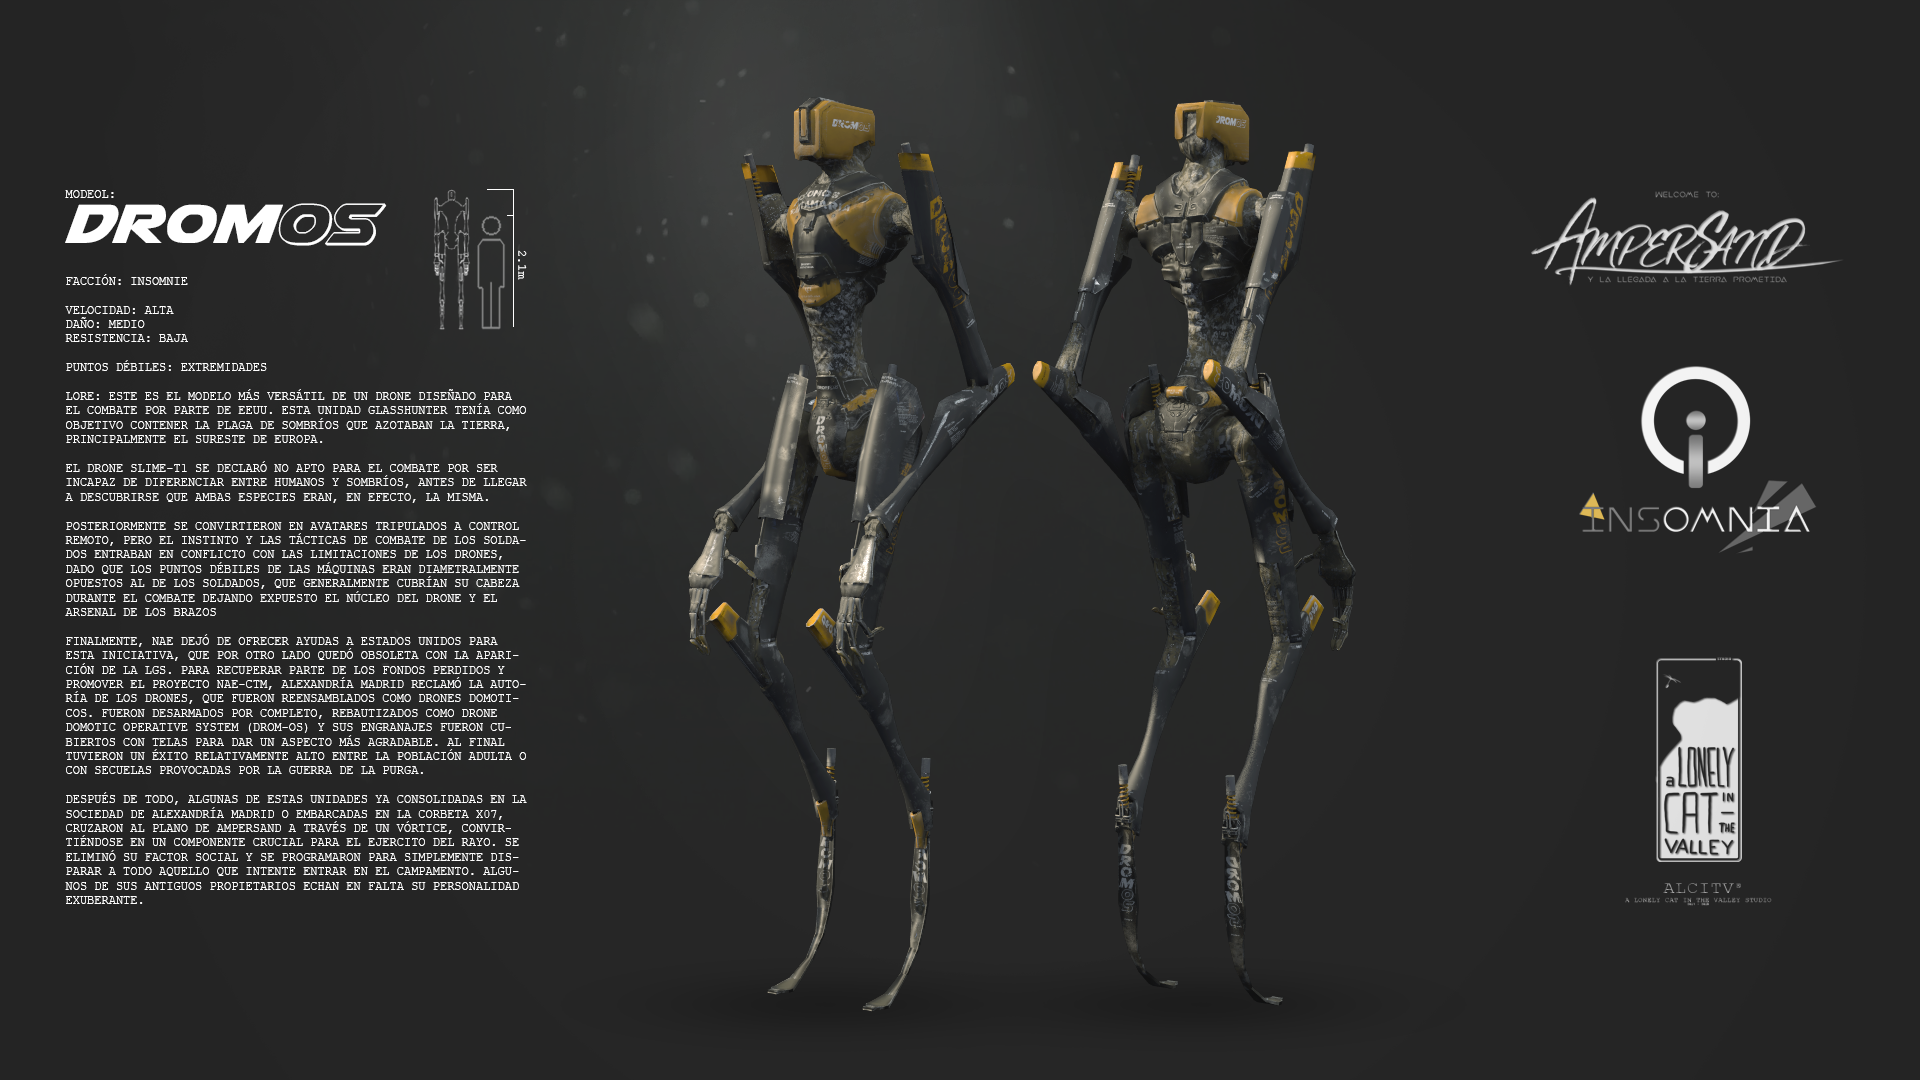 MODEOL:
DROMOS
2.1m
FACCIÓN: INSOMNIE
VELOCIDAD: ALTA
DAÑO: MEDIO
RESISTENCIA: BAJA
PUNTOS DÉBILES: EXTREMIDADES
LORE: ESTE ES EL MODELO MÁS VERSÁTIL DE UN DRONE DISEÑADO PARA
EL COMBATE POR PARTE DE EEUU. ESTA UNIDAD GLASSHUNTER TENÍA COMO
OBJETIVO CONTENER LA PLAGA DE SOMBRÍOS QUE AZOTABAN LA TIERRA,
PRINCIPALMENTE EL SURESTE DE EUROPA.
EL DRONE SLIME-T1 SE DECLARÓ NO APTO PARA EL COMBATE POR SER
INCAPAZ DE DIFERENCIAR ENTRE HUMANOS Y SOMBRÍOS, ANTES DE LLEGAR
A DESCUBRIRSE QUE AMBAS ESPECIES ERAN, EN EFECTO, LA MISMA.
POSTERIORMENTE SE CONVIRTIERON EN AVATARES TRIPULADOS A CONTROL
REMOTO, PERO EL INSTINTO Y LAS TÁCTICAS DE COMBATE DE LOS SOLDA-
DOS ENTRABAN EN CONFLICTO CON LAS LIMITACIONES DE LOS DRONES,
DADO QUE LOS PUNTOS DÉBILES DE LAS MÁQUINAS ERAN DIAMETRALMENTE
OPUESTOS AL DE LOS SOLDADOS, QUE GENERALMENTE CUBRÍAN SU CABEZA
DURANTE EL COMBATE DEJANDO EXPUESTO EL NÚCLEO DEL DRONE Y EL
ARSENAL DE LOS BRAZOS
FINALMENTE, NAE DEJÓ DE OFRECER AYUDAS A ESTADOS UNIDOS PARA
ESTA INICIATIVA, QUE POR OTRO LADO QUEDÓ OBSOLETA CON LA APARI-
CIÓN DE LA LGS. PARA RECUPERAR PARTE DE LOS FONDOS PERDIDOS Y
PROMOVER EL PROYECTO NAE-CTM, ALEXANDRÍA MADRID RECLAMÓ LA AUTO-
RÍA DE LOS DRONES, QUE FUERON REENSAMBLADOS COMO DRONES DOMOTI-
COS. FUERON DESARMADOS POR COMPLETO, REBAUTIZADOS COMO DRONE
DOMOTIC OPERATIVE SYSTEM (DROM-OS) Y SUS ENGRANAJES FUERON CU-
BIERTOS CON TELAS PARA DAR UN ASPECTO MÁS AGRADABLE. AL FINAL
TUVIERON UN ÉXITO RELATIVAMENTE ALTO ENTRE LA POBLACIÓN ADULTA O
CON SECUELAS PROVOCADAS POR LA GUERRA DE LA PURGA.
DESPUÉS DE TODO, ALGUNAS DE ESTAS UNIDADES YA CONSOLIDADAS EN LA
SOCIEDAD DE ALEXANDRÍA MADRID O EMBARCADAS EN LA CORBETA X07,
CRUZARON AL PLANO DE AMPERSAND A TRAVÉS DE UN VÓRTICE, CONVIR-
TIÉNDOSE EN UN COMPONENTE CRUCIAL PARA EL EJERCITO DEL RAYO. SE
ELIMINÓ SU FACTOR SOCIAL Y SE PROGRAMARON PARA SIMPLEMENTE DIS-
PARAR A TODO AQUELLO QUE INTENTE ENTRAR EN EL CAMPAMENTO. ALGU-
NOS DE SUS ANTIGUOS PROPIETARIOS ECHAN EN FALTA SU PERSONALIDAD
EXUBERANTE.
DROMOS
DROMOS
DROMOS
DROMOS
WELCOME TO:
AMPERSAND
Y LA LLEGADA A LA TIERRA PROMETIDA
INSOMNIA
a LONELY
CAT IN
THE
VALLEY
ALCITV®
A LONELY CAT IN THE VALLEY STUDIO